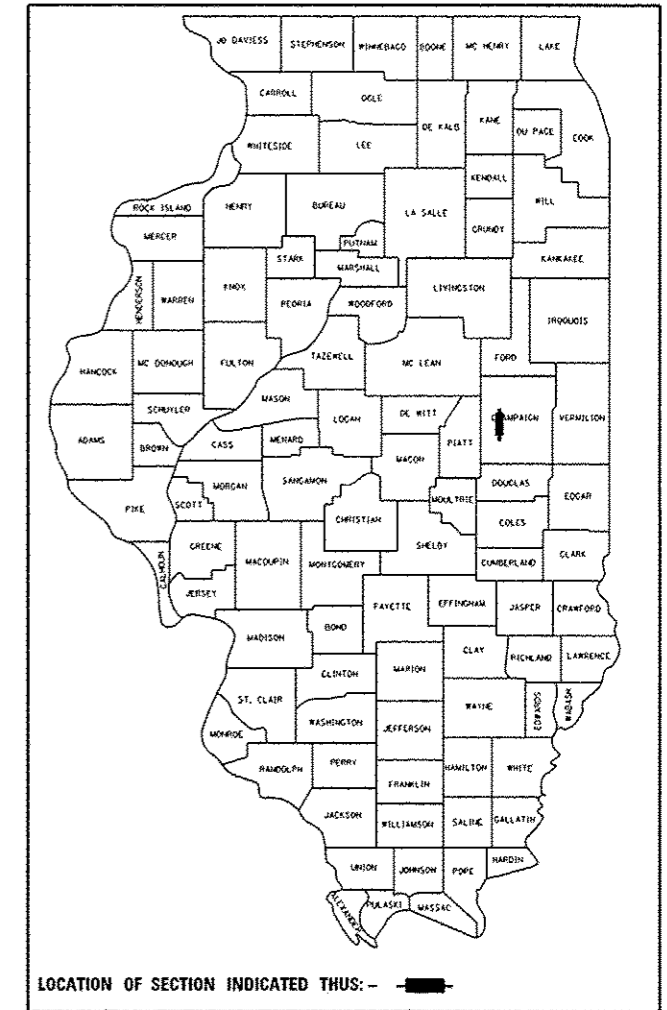 JO DAVIESS STEPHENSON WINNEBAGO BOONE MC HENRY LAKE
CARROLL OGLE DE KALB KANE DU PAGE COOK
WHITESIDE LEE
KENDALL WILL
ROCK ISLAND HENRY BUREAU LA SALLE GRUNDY
MERCER PUTNAM
STARK MARSHALL KANKAKEE
HENDERSON WARREN KNOX PEORIA WOODFORD LIVINGSTON IROQUOIS
HANCOCK MC DONOUGH FULTON TAZEWELL MC LEAN FORD
MASON
SCHUYLER LOGAN DE WITT CHAMPAIGN VERMILION
ADAMS BROWN CASS MENARD MACON PIATT
MORGAN SANGAMON MOULTRIE DOUGLAS EDGAR
PIKE SCOTT CHRISTIAN COLES
GREENE SHELBY
CALHOUN MACOUPIN MONTGOMERY CUMBERLAND CLARK
JERSEY FAYETTE EFFINGHAM JASPER CRAWFORD
MADISON BOND
CLAY RICHLAND LAWRENCE
CLINTON MARION
ST. CLAIR WAYNE EDWARDS WABASH
MONROE WASHINGTON JEFFERSON
RANDOLPH PERRY HAMILTON WHITE
FRANKLIN
JACKSON WILLIAMSON SALINE GALLATIN
UNION JOHNSON POPE HARDIN
ALEXANDER PULASKI MASSAC
LOCATION OF SECTION INDICATED THUS: -